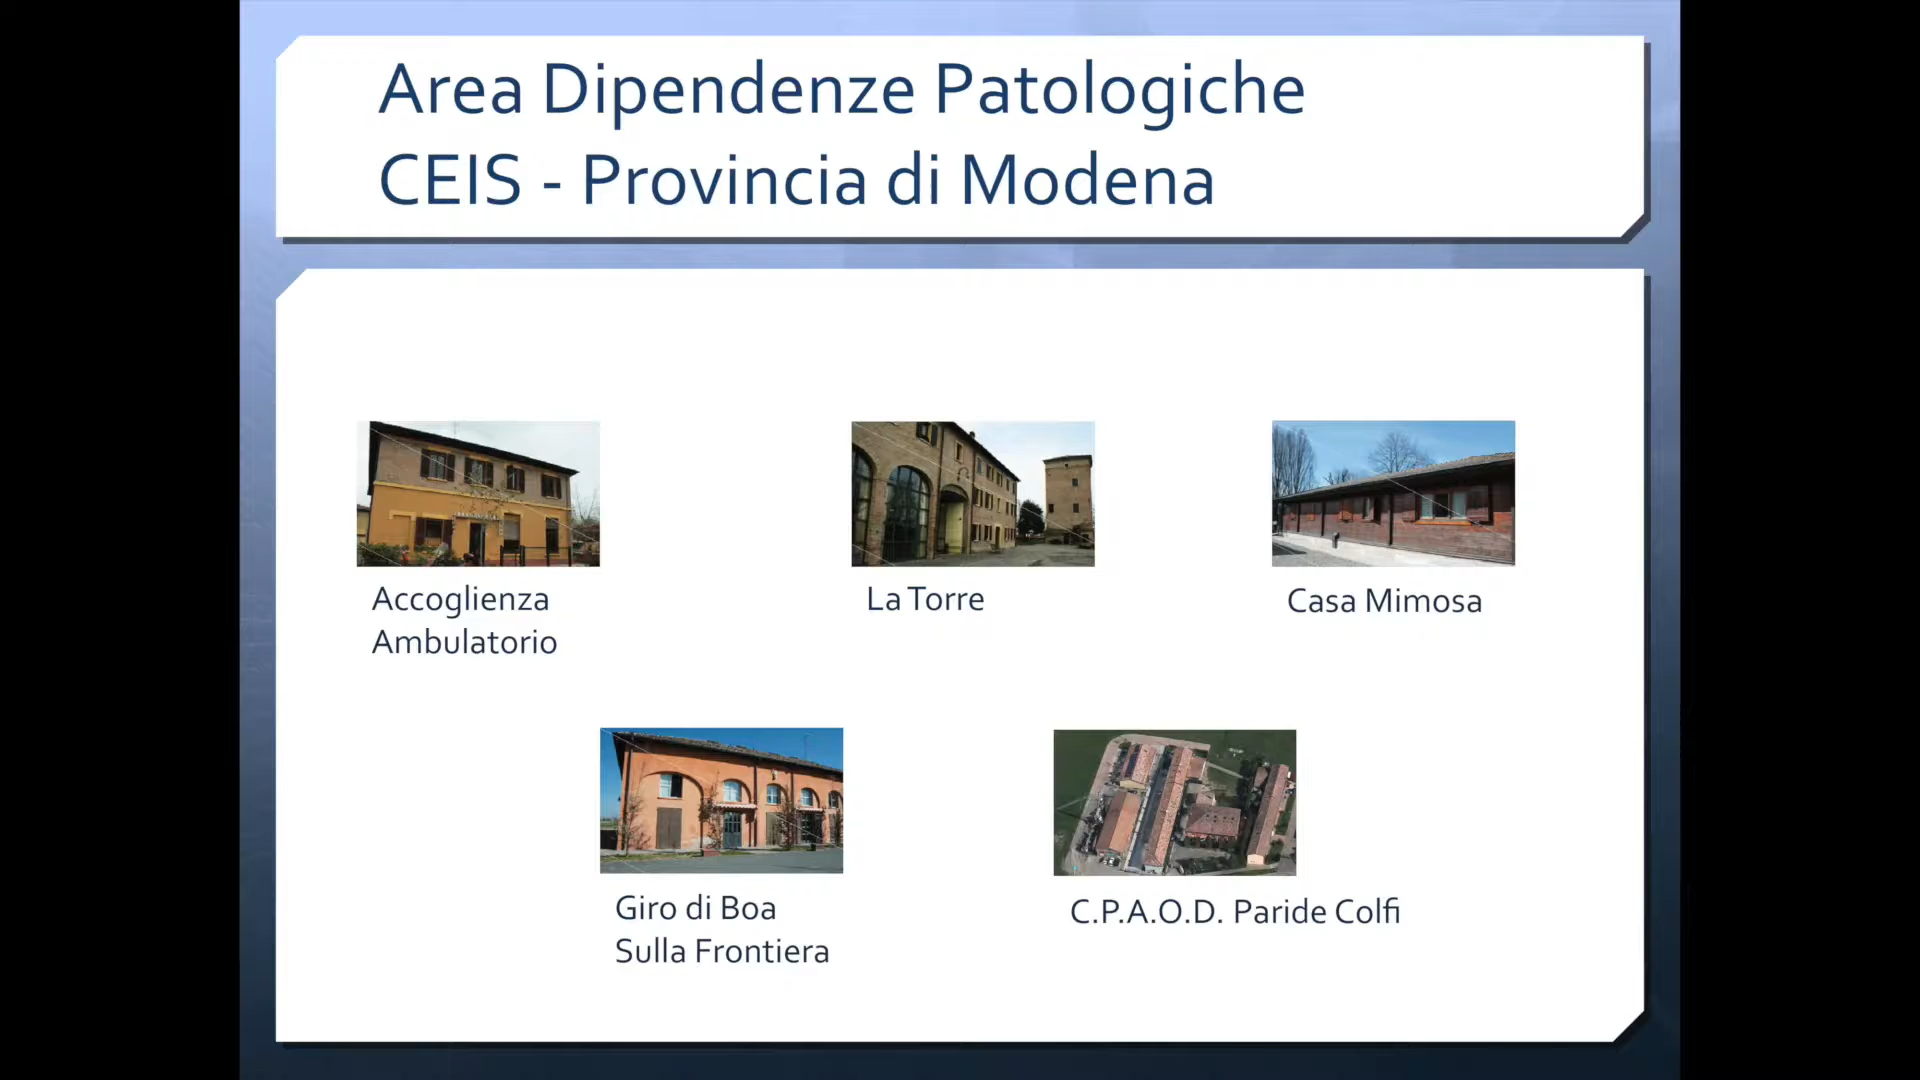 Area Dipendenze Patologiche
CEIS - Provincia di Modena
Accoglienza
Ambulatorio
La Torre
Casa Mimosa
Giro di Boa
Sulla Frontiera
C.P.A.O.D. Paride Colfi